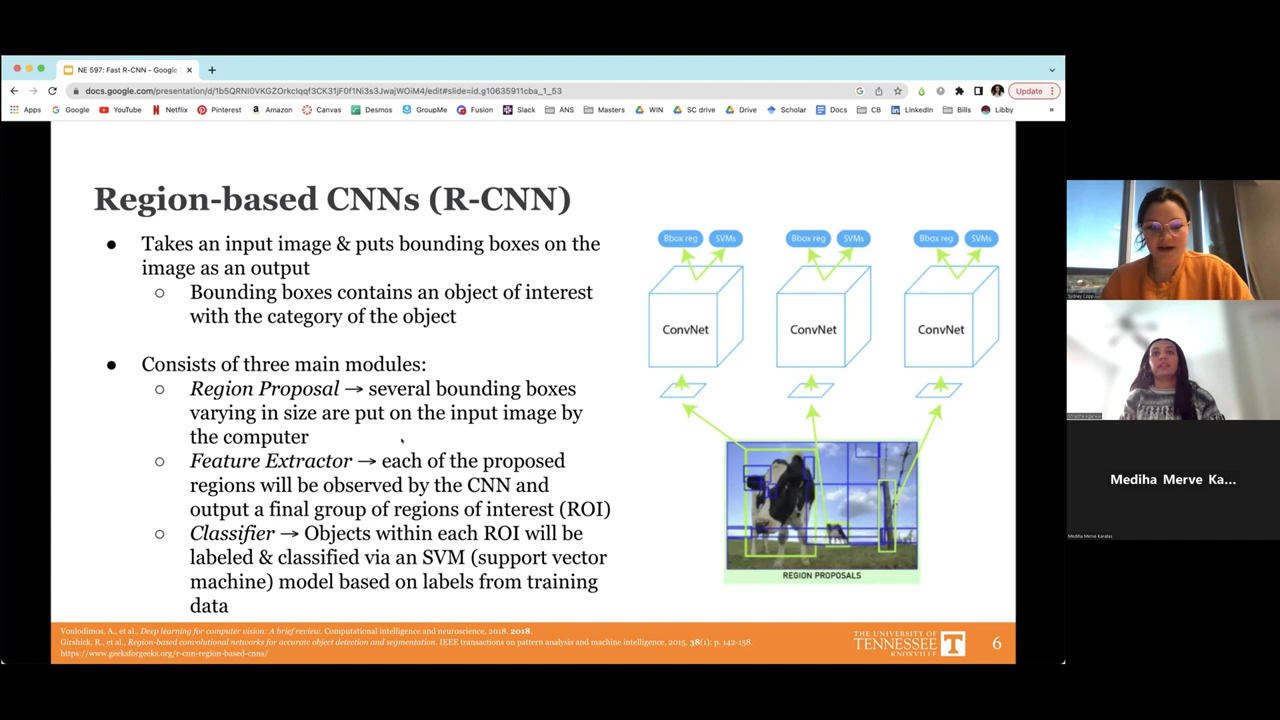 NE 597: Fast R-CNN - Google
docs.google.com/presentation/d/1b5QRNI0VKGZOrkcIqqf3CK31jF0f1Ni3s3JwajWOiM4/edit#slide=id.g10635911cba_1_53
Update
Apps Google YouTube Netflix Pinterest Amazon Canvas Desmos GroupMe Fusion Slack ANS Masters WIN SC drive Drive Scholar Docs CB LinkedIn Bills Libby
Region-based CNNs (R-CNN)
● Takes an input image & puts bounding boxes on the
image as an output
○ Bounding boxes contains an object of interest
with the category of the object
● Consists of three main modules:
○ Region Proposal → several bounding boxes
varying in size are put on the input image by
the computer
○ Feature Extractor → each of the proposed
regions will be observed by the CNN and
output a final group of regions of interest (ROI)
○ Classifier → Objects within each ROI will be
labeled & classified via an SVM (support vector
machine) model based on labels from training
data
Bbox reg SVMs Bbox reg SVMs Bbox reg SVMs
ConvNet ConvNet ConvNet
REGION PROPOSALS
Voulodimos, A., et al., Deep learning for computer vision: A brief review. Computational intelligence and neuroscience, 2018. 2018.
Girshick, R., et al., Region-based convolutional networks for accurate object detection and segmentation. IEEE transactions on pattern analysis and machine intelligence, 2015. 38(1): p. 142-158.
https://www.geeksforgeeks.org/r-cnn-region-based-cnns/
THE UNIVERSITY OF
TENNESSEE
KNOXVILLE
T
6
Mediha Merve Ka...
Mediha Merve Karatas